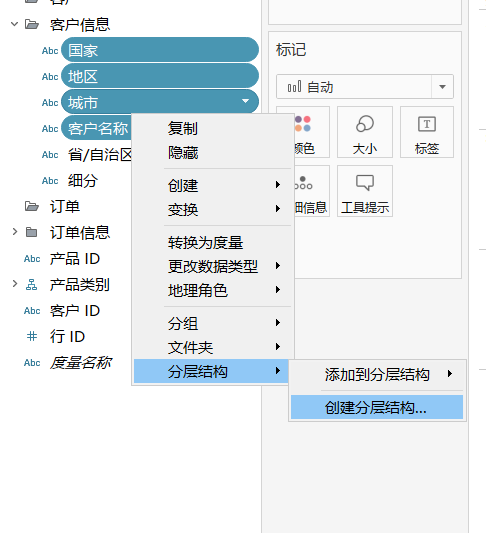 客户信息
Abc 国家
Abc 地区
Abc 城市
Abc 客户名称
Abc 省/自治区
Abc 细分
订单
订单信息
Abc 产品 ID
产品类别
Abc 客户 ID
行 ID
Abc 度量名称
复制
隐藏
创建
变换
转换为度量
更改数据类型
地理角色
分组
文件夹
分层结构
添加到分层结构
创建分层结构...
标记
自动
颜色
大小
标签
细信息
工具提示